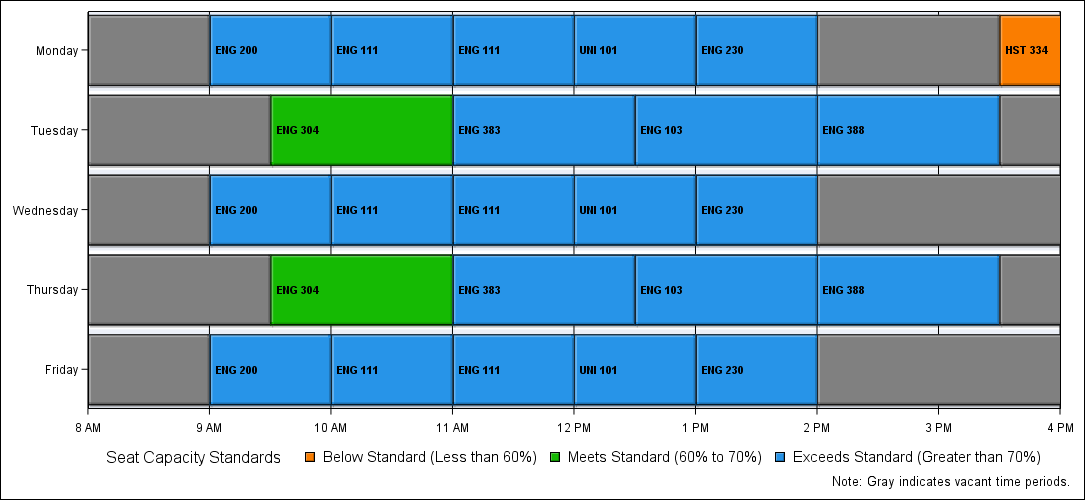 Monday ENG 200 ENG 111 ENG 111 UNI 101 ENG 230 HST 334
Tuesday ENG 304 ENG 383 ENG 103 ENG 388
Wednesday ENG 200 ENG 111 ENG 111 UNI 101 ENG 230
Thursday ENG 304 ENG 383 ENG 103 ENG 388
Friday ENG 200 ENG 111 ENG 111 UNI 101 ENG 230
8 AM 9 AM 10 AM 11 AM 12 PM 1 PM 2 PM 3 PM 4 PM
Seat Capacity Standards Below Standard (Less than 60%) Meets Standard (60% to 70%) Exceeds Standard (Greater than 70%)
Note: Gray indicates vacant time periods.